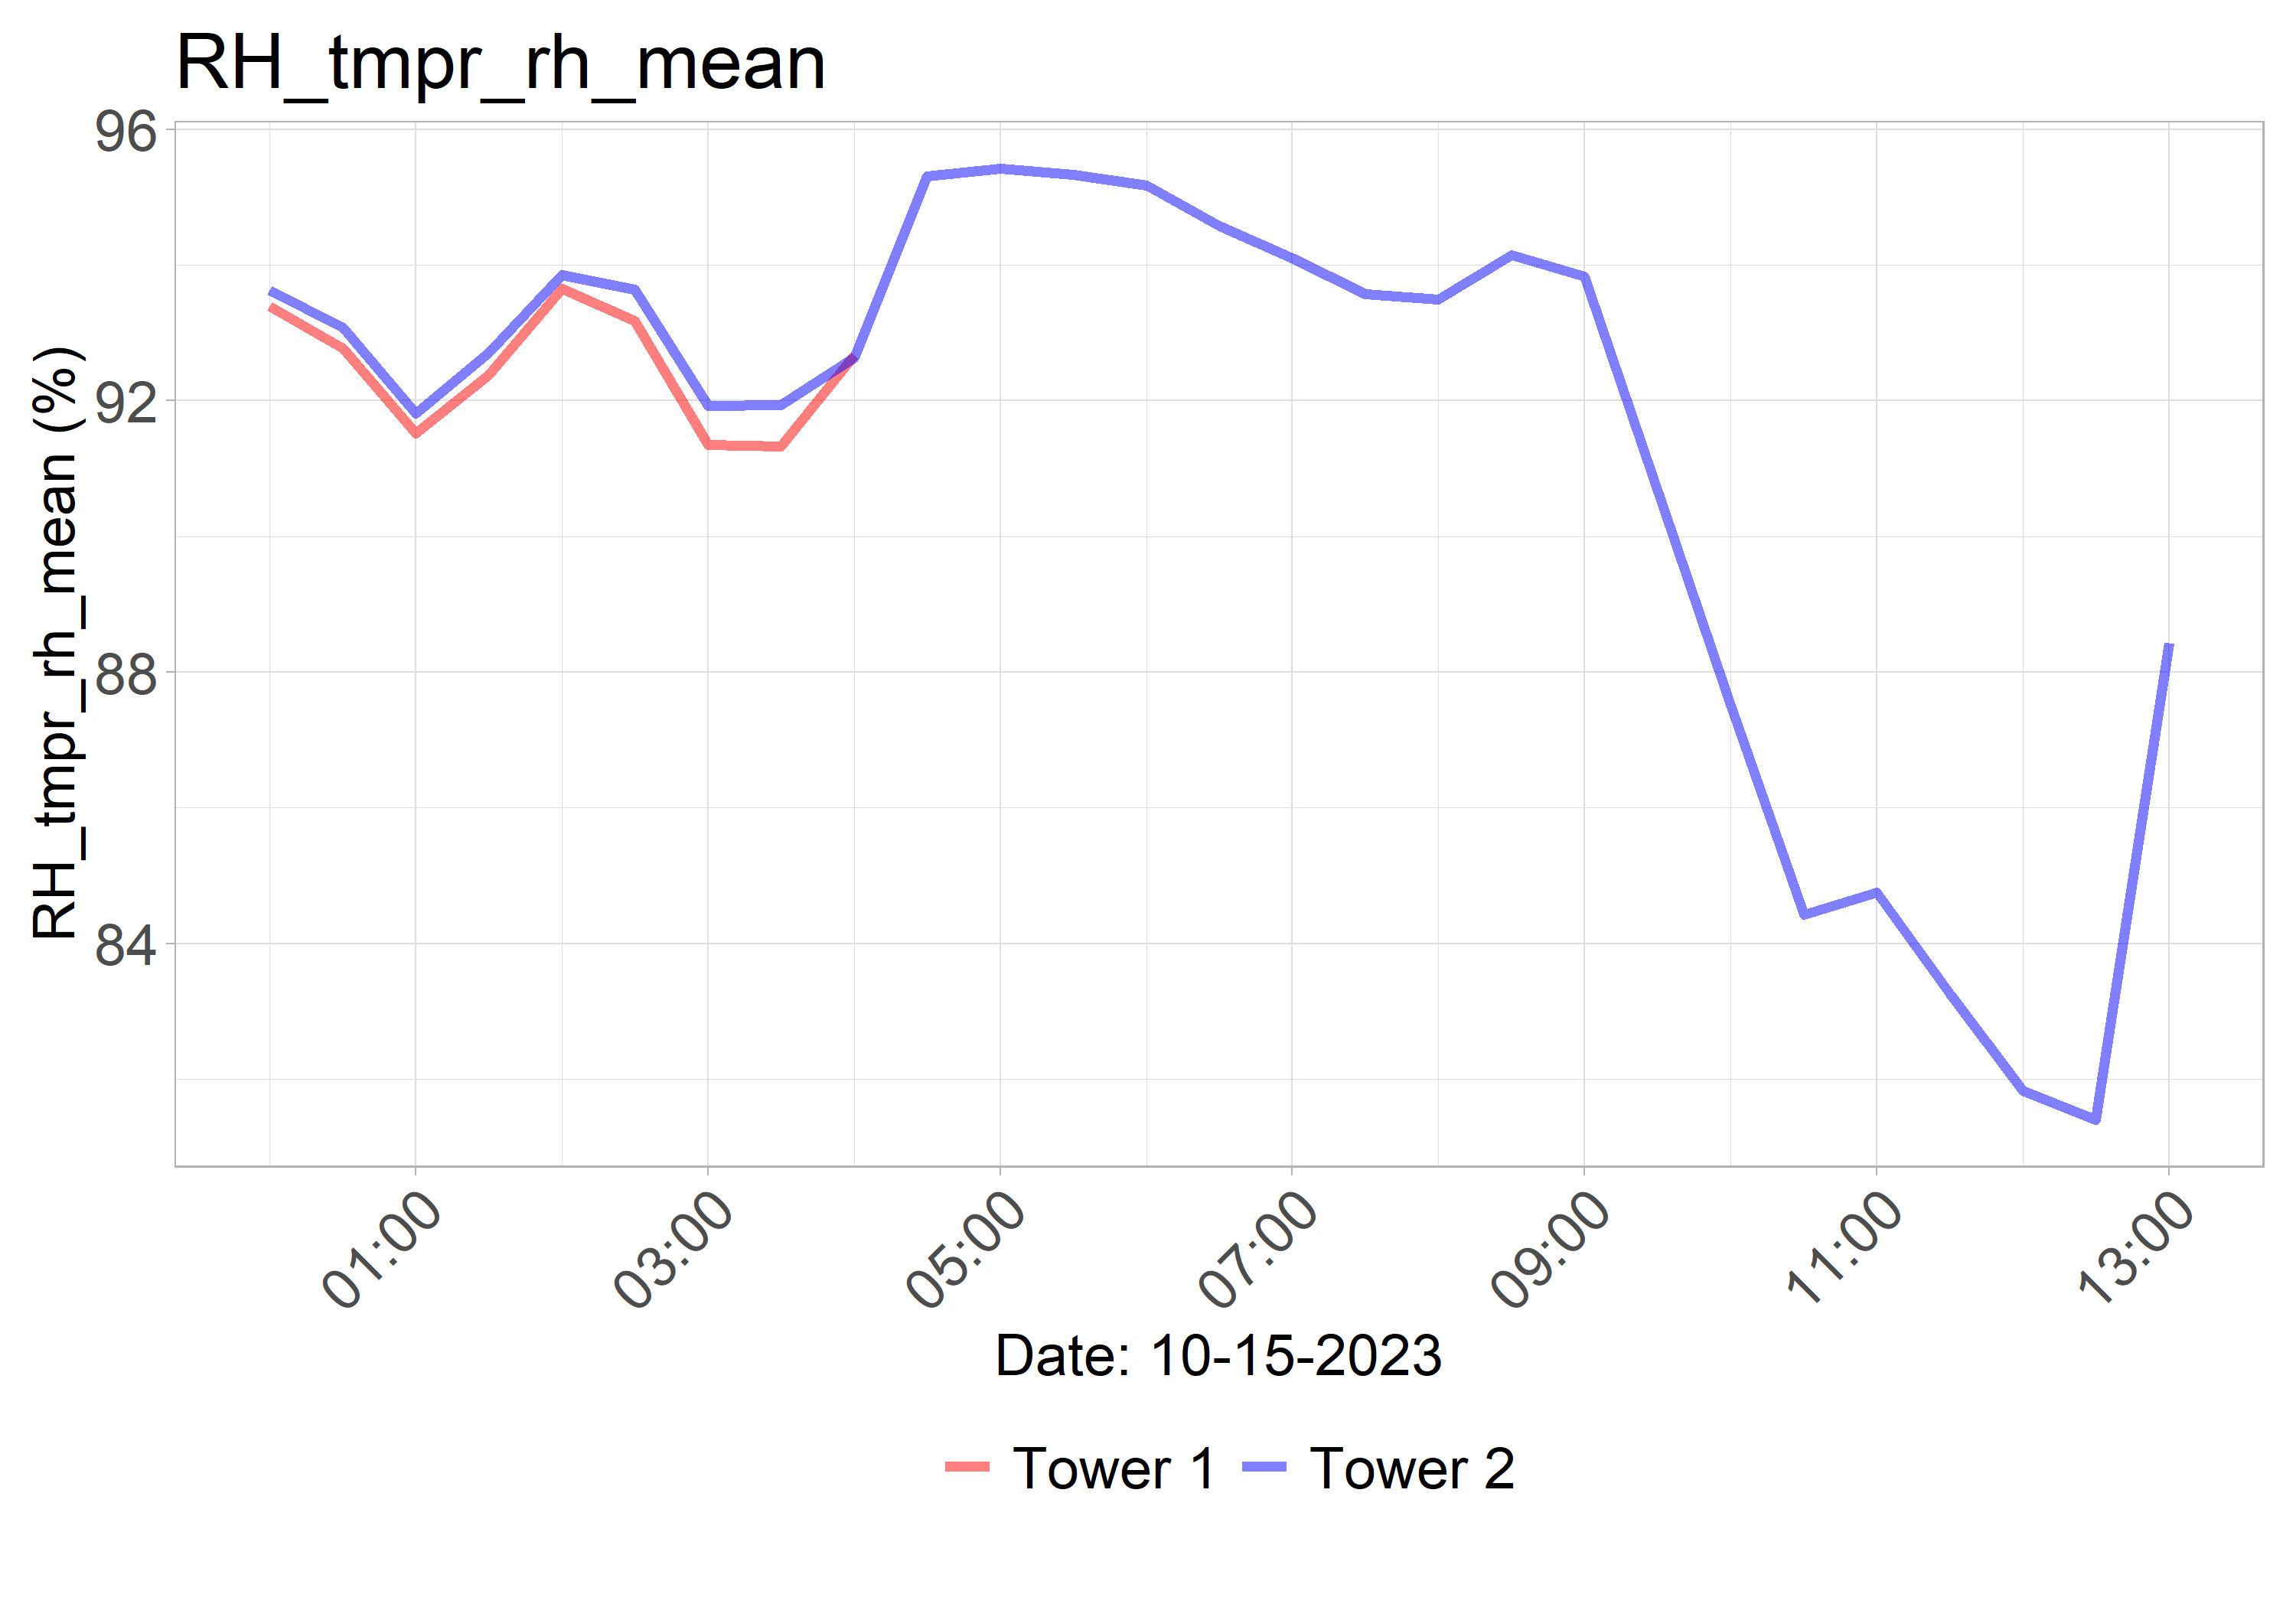 RH_tmpr_rh_mean
RH_tmpr_rh_mean (%)
96
92
88
84
01:00
03:00
05:00
07:00
09:00
11:00
13:00
Date: 10-15-2023
Tower 1
Tower 2